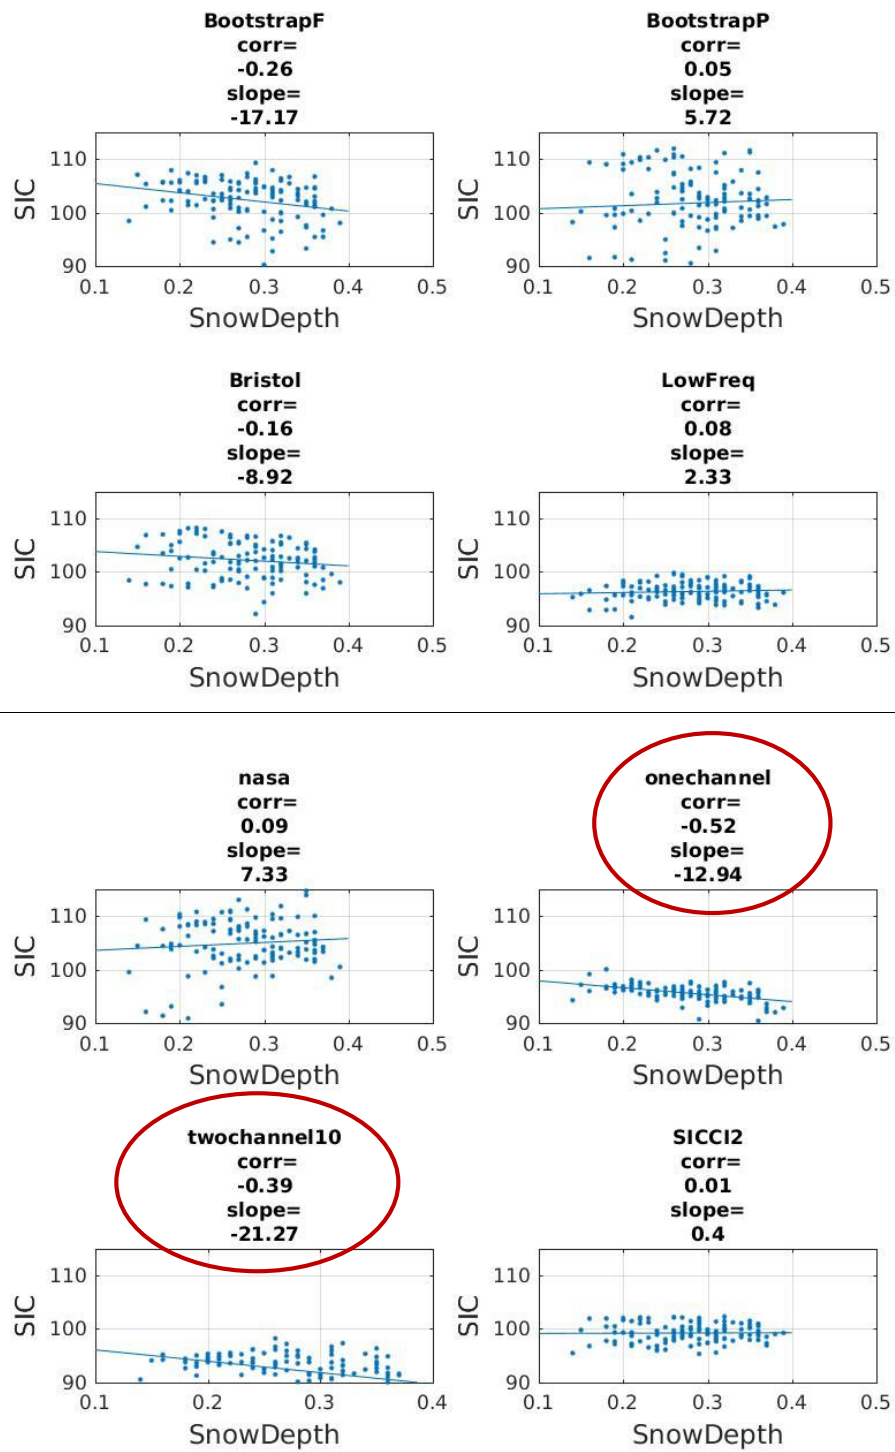 BootstrapF
corr=
-0.26
slope=
-17.17
110
100
90
SIC
0.1 0.2 0.3 0.4 0.5
SnowDepth
BootstrapP
corr=
0.05
slope=
5.72
110
100
90
SIC
0.1 0.2 0.3 0.4 0.5
SnowDepth
Bristol
corr=
-0.16
slope=
-8.92
110
100
90
SIC
0.1 0.2 0.3 0.4 0.5
SnowDepth
LowFreq
corr=
0.08
slope=
2.33
110
100
90
SIC
0.1 0.2 0.3 0.4 0.5
SnowDepth
nasa
corr=
0.09
slope=
7.33
110
100
90
SIC
0.1 0.2 0.3 0.4 0.5
SnowDepth
onechannel
corr=
-0.52
slope=
-12.94
110
100
90
SIC
0.1 0.2 0.3 0.4 0.5
SnowDepth
twochannel10
corr=
-0.39
slope=
-21.27
110
100
90
SIC
0.1 0.2 0.3 0.4
SnowDepth
SICCI2
corr=
0.01
slope=
0.4
110
100
90
SIC
0.1 0.2 0.3 0.4 0.5
SnowDepth